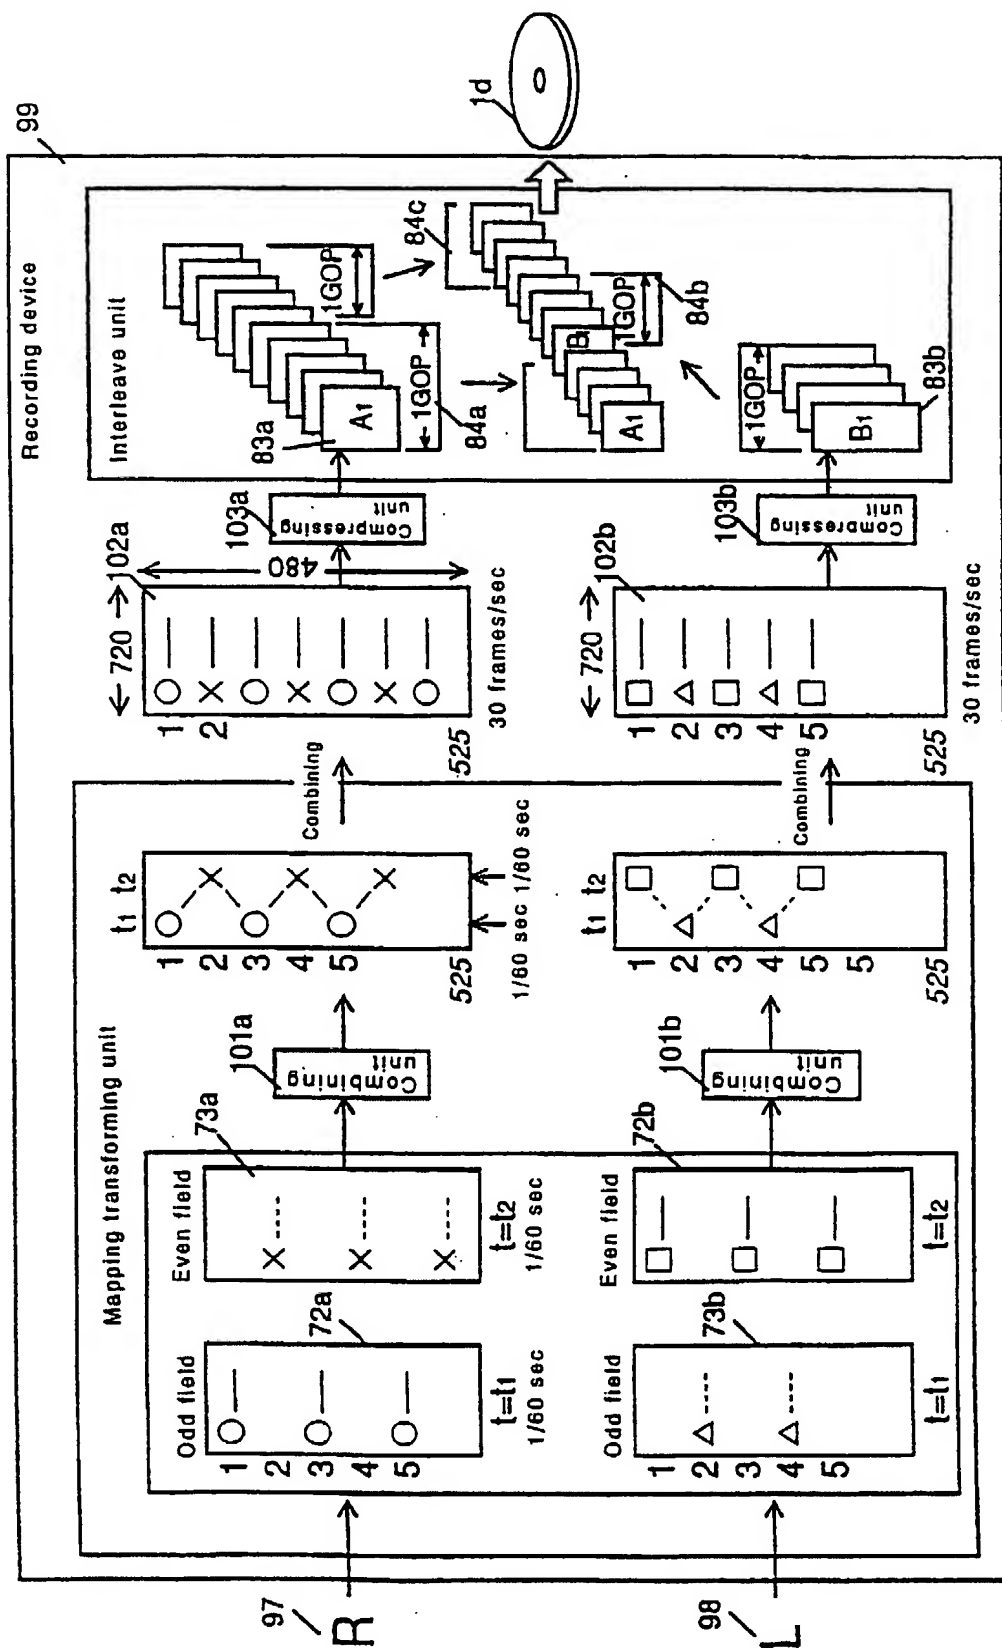 99
Recording device
Interleave unit
Mapping transforming unit
97
R
98
L
Odd field
1
2
3
4
5
72a
t=t1
1/60 sec
Even field
73a
t=t2
1/60 sec
Odd field
1
2
3
4
5
73b
t=t1
Even field
72b
t=t2
101a
Combining
unit
101b
Combining
unit
t1 t2
1
2
3
4
5
525
1/60 sec 1/60 sec
t1 t2
1
2
3
4
5
5
525
Combining
Combining
720
102a
1
2
480
525
30 frames/sec
720
102b
1
2
3
4
5
525
30 frames/sec
103a
Compressing
unit
103b
Compressing
unit
83a
A1
1GOP
84a
1GOP
84c
A1
B
1GOP
84b
1GOP
B1
83b
1d